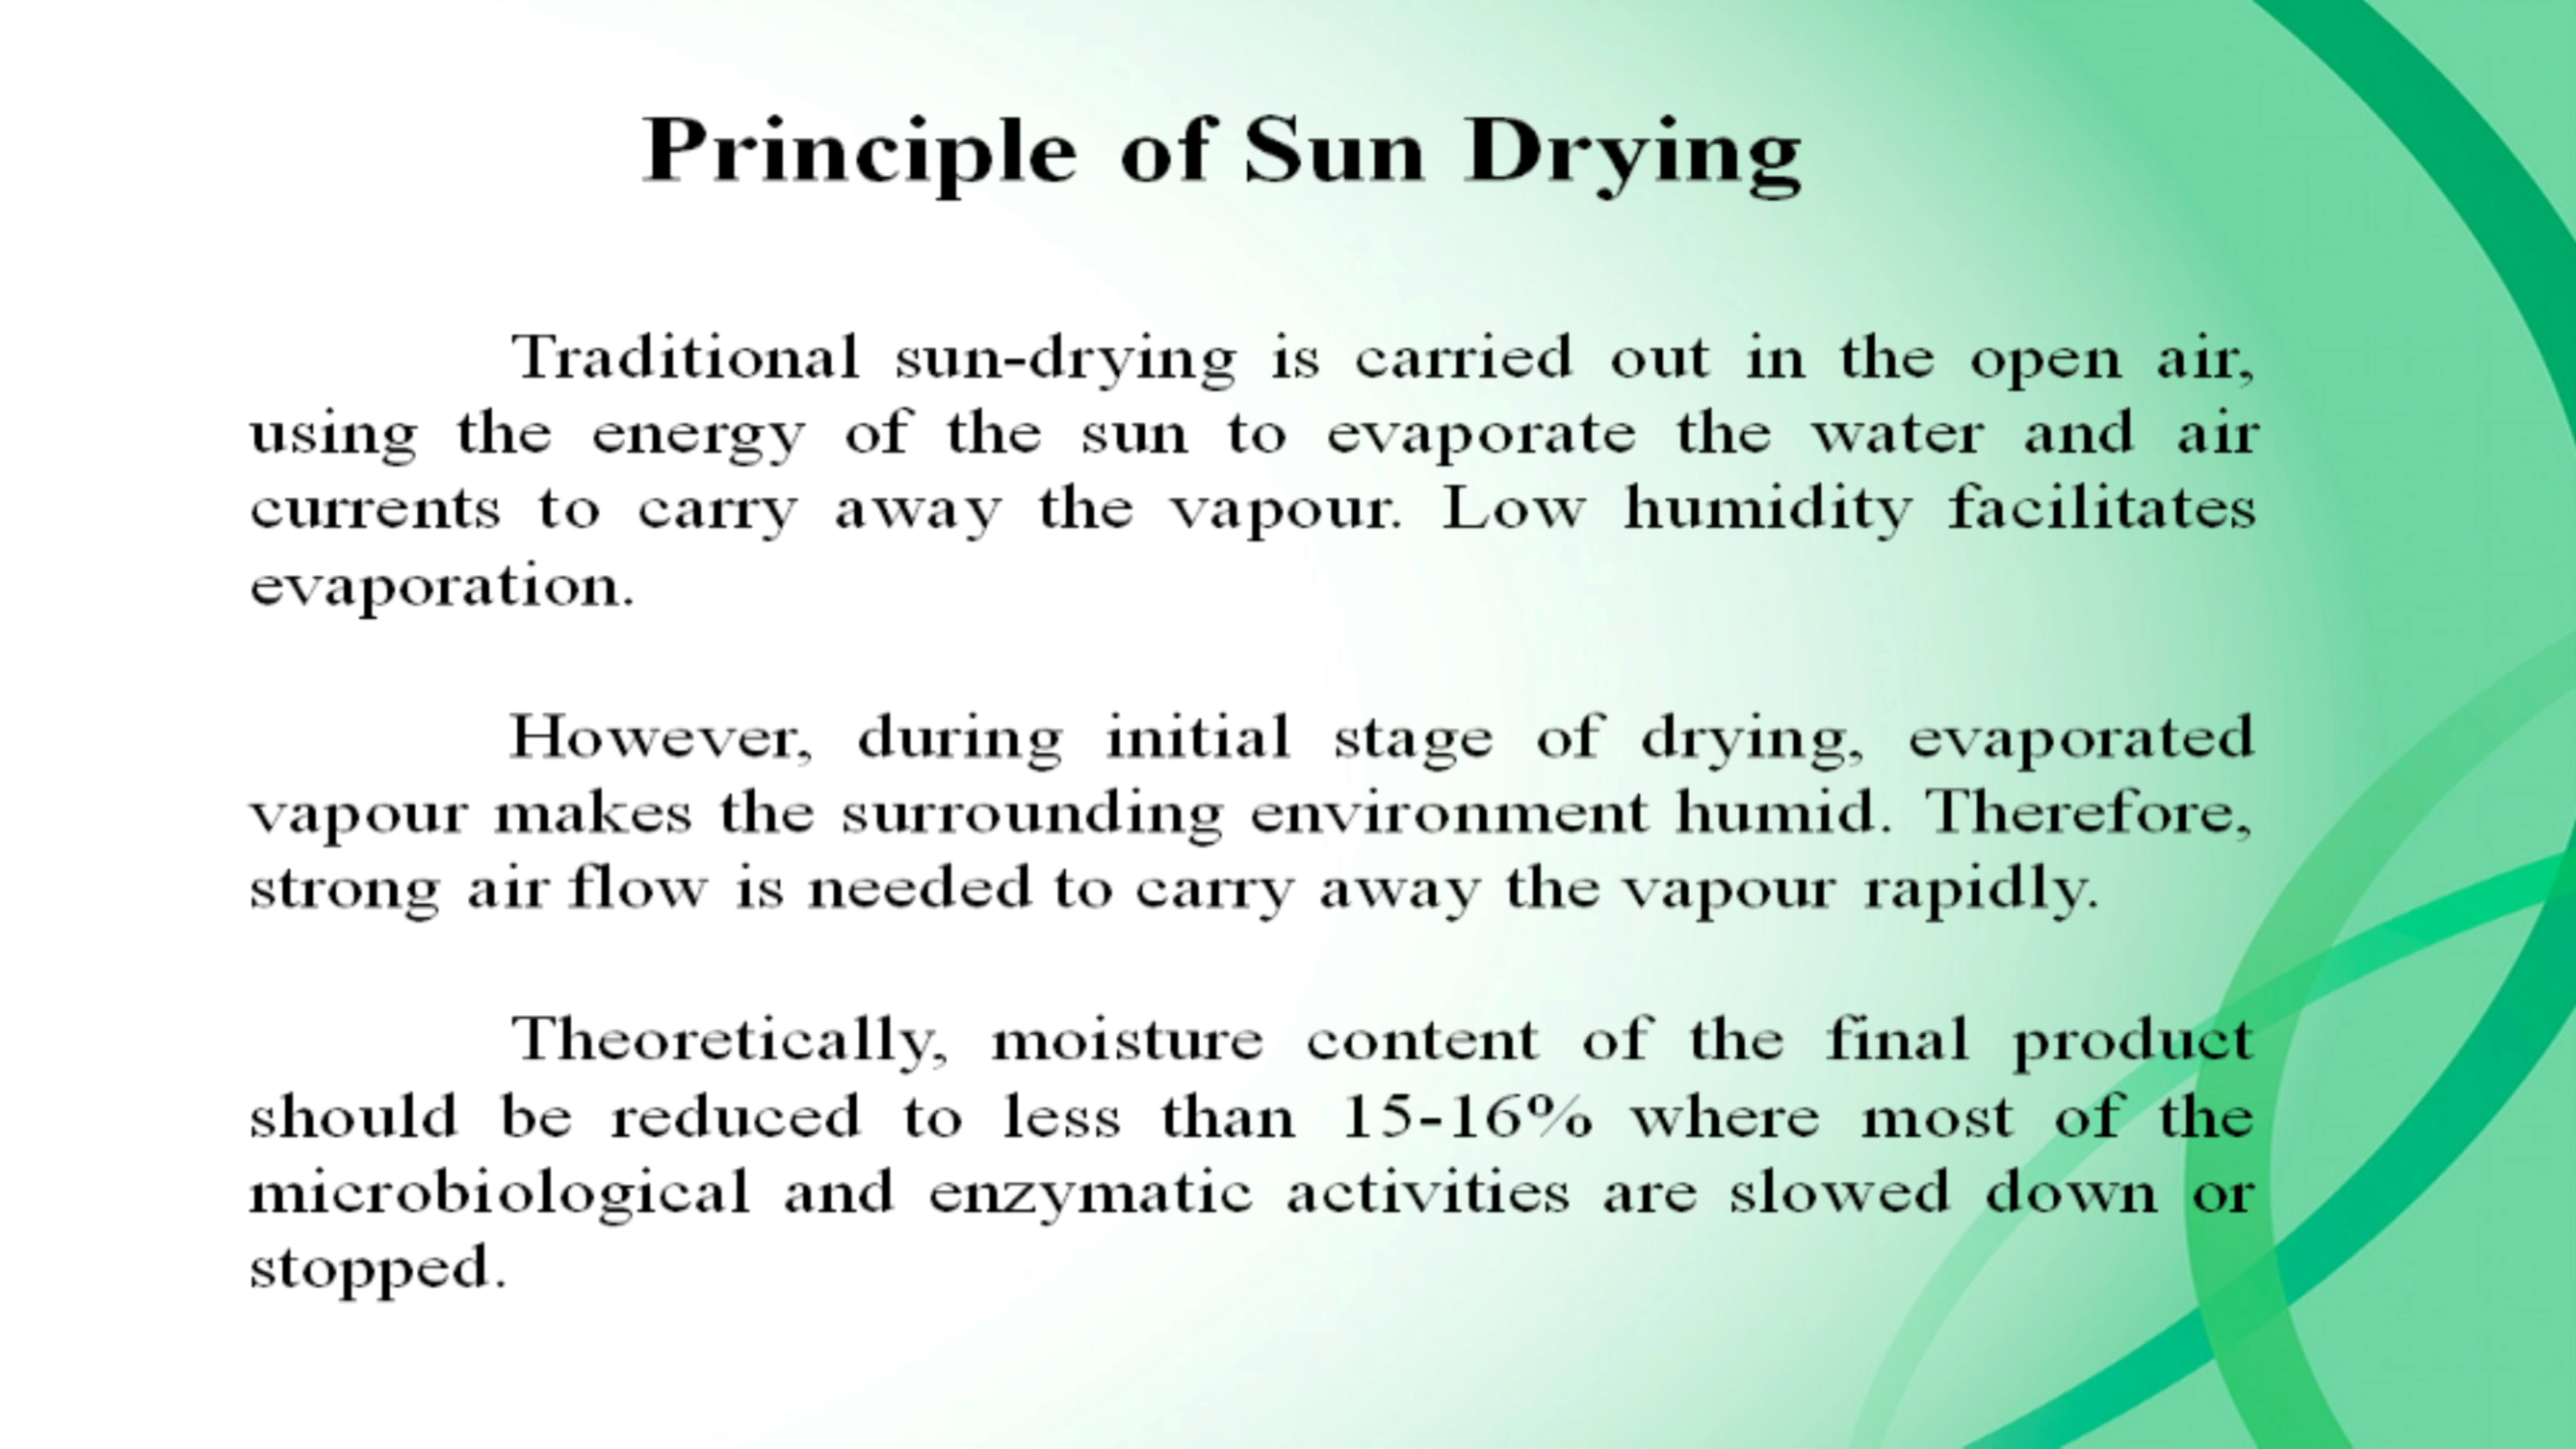 Principle of Sun Drying
Traditional sun-drying is carried out in the open air,
using the energy of the sun to evaporate the water and air
currents to carry away the vapour. Low humidity facilitates
evaporation.
However, during initial stage of drying, evaporated
vapour makes the surrounding environment humid. Therefore,
strong air flow is needed to carry away the vapour rapidly.
Theoretically, moisture content of the final product
should be reduced to less than 15-16% where most of the
microbiological and enzymatic activities are slowed down or
stopped.